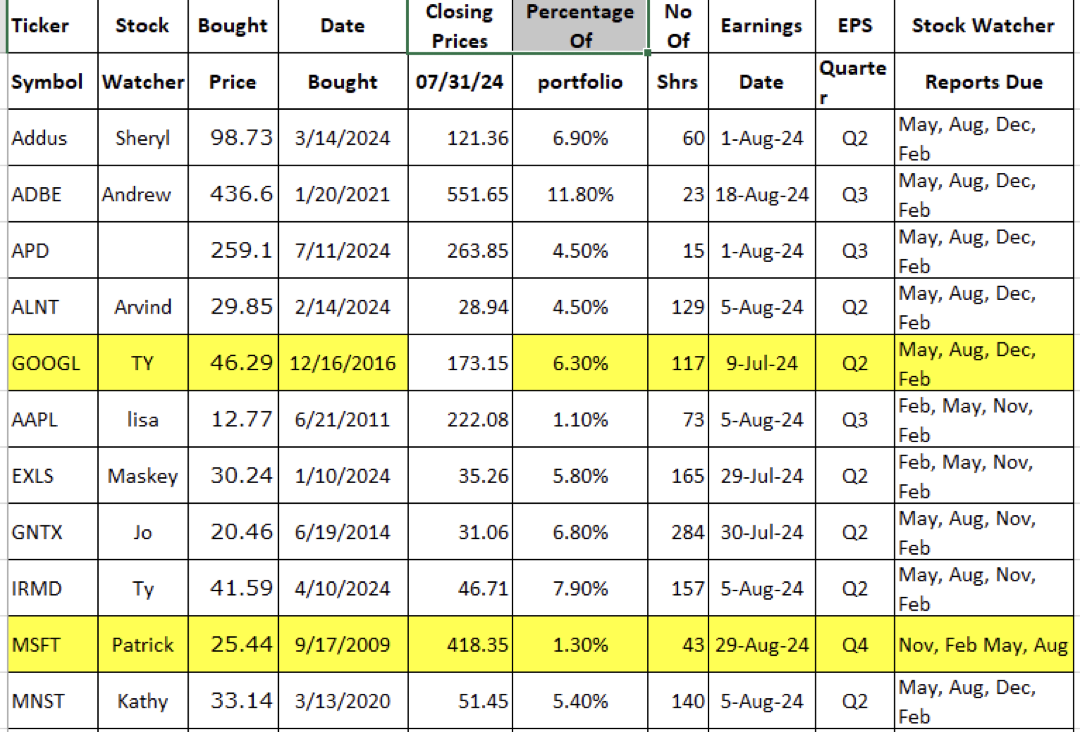 Ticker Stock Bought Date Closing Prices Percentage Of No Of Earnings EPS Stock Watcher
Symbol Watcher Price Bought 07/31/24 portfolio Shrs Date Quarter Reports Due
Addus Sheryl 98.73 3/14/2024 121.36 6.90% 60 1-Aug-24 Q2 May, Aug, Dec, Feb
ADBE Andrew 436.6 1/20/2021 551.65 11.80% 23 18-Aug-24 Q3 May, Aug, Dec, Feb
APD 259.1 7/11/2024 263.85 4.50% 15 1-Aug-24 Q3 May, Aug, Dec, Feb
ALNT Arvind 29.85 2/14/2024 28.94 4.50% 129 5-Aug-24 Q2 May, Aug, Dec, Feb
GOOGL TY 46.29 12/16/2016 173.15 6.30% 117 9-Jul-24 Q2 May, Aug, Dec, Feb
AAPL lisa 12.77 6/21/2011 222.08 1.10% 73 5-Aug-24 Q3 Feb, May, Nov, Feb
EXLS Maskey 30.24 1/10/2024 35.26 5.80% 165 29-Jul-24 Q2 Feb, May, Nov, Feb
GNTX Jo 20.46 6/19/2014 31.06 6.80% 284 30-Jul-24 Q2 May, Aug, Nov, Feb
IRMD Ty 41.59 4/10/2024 46.71 7.90% 157 5-Aug-24 Q2 May, Aug, Nov, Feb
MSFT Patrick 25.44 9/17/2009 418.35 1.30% 43 29-Aug-24 Q4 Nov, Feb May, Aug
MNST Kathy 33.14 3/13/2020 51.45 5.40% 140 5-Aug-24 Q2 May, Aug, Dec, Feb